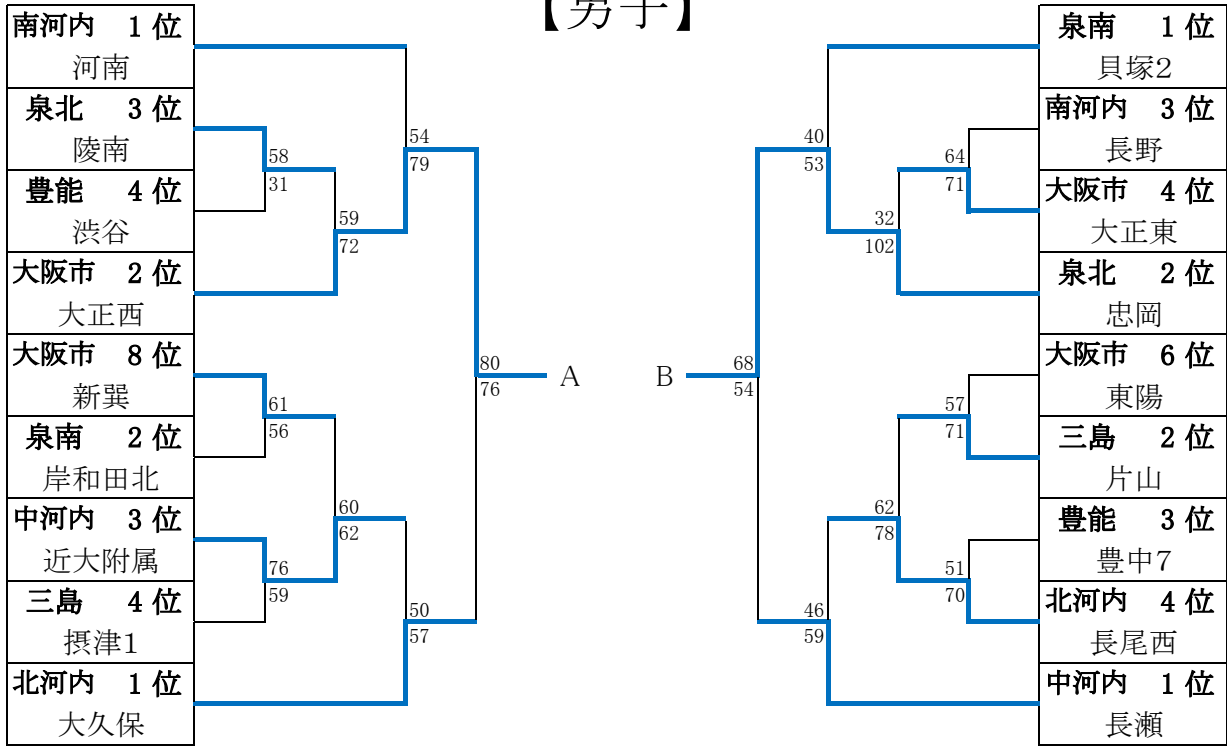 【男子】
南河内 1 位
河南
泉北 3 位
陵南
豊能 4 位
渋谷
大阪市 2 位
大正西
大阪市 8 位
新巽
泉南 2 位
岸和田北
中河内 3 位
近大附属
三島 4 位
摂津1
北河内 1 位
大久保
58
31
59
72
54
79
61
56
76
59
60
62
50
57
80
76
A
B
68
54
40
53
32
102
64
71
57
71
62
78
51
70
46
59
泉南 1 位
貝塚2
南河内 3 位
長野
大阪市 4 位
大正東
泉北 2 位
忠岡
大阪市 6 位
東陽
三島 2 位
片山
豊能 3 位
豊中7
北河内 4 位
長尾西
中河内 1 位
長瀬